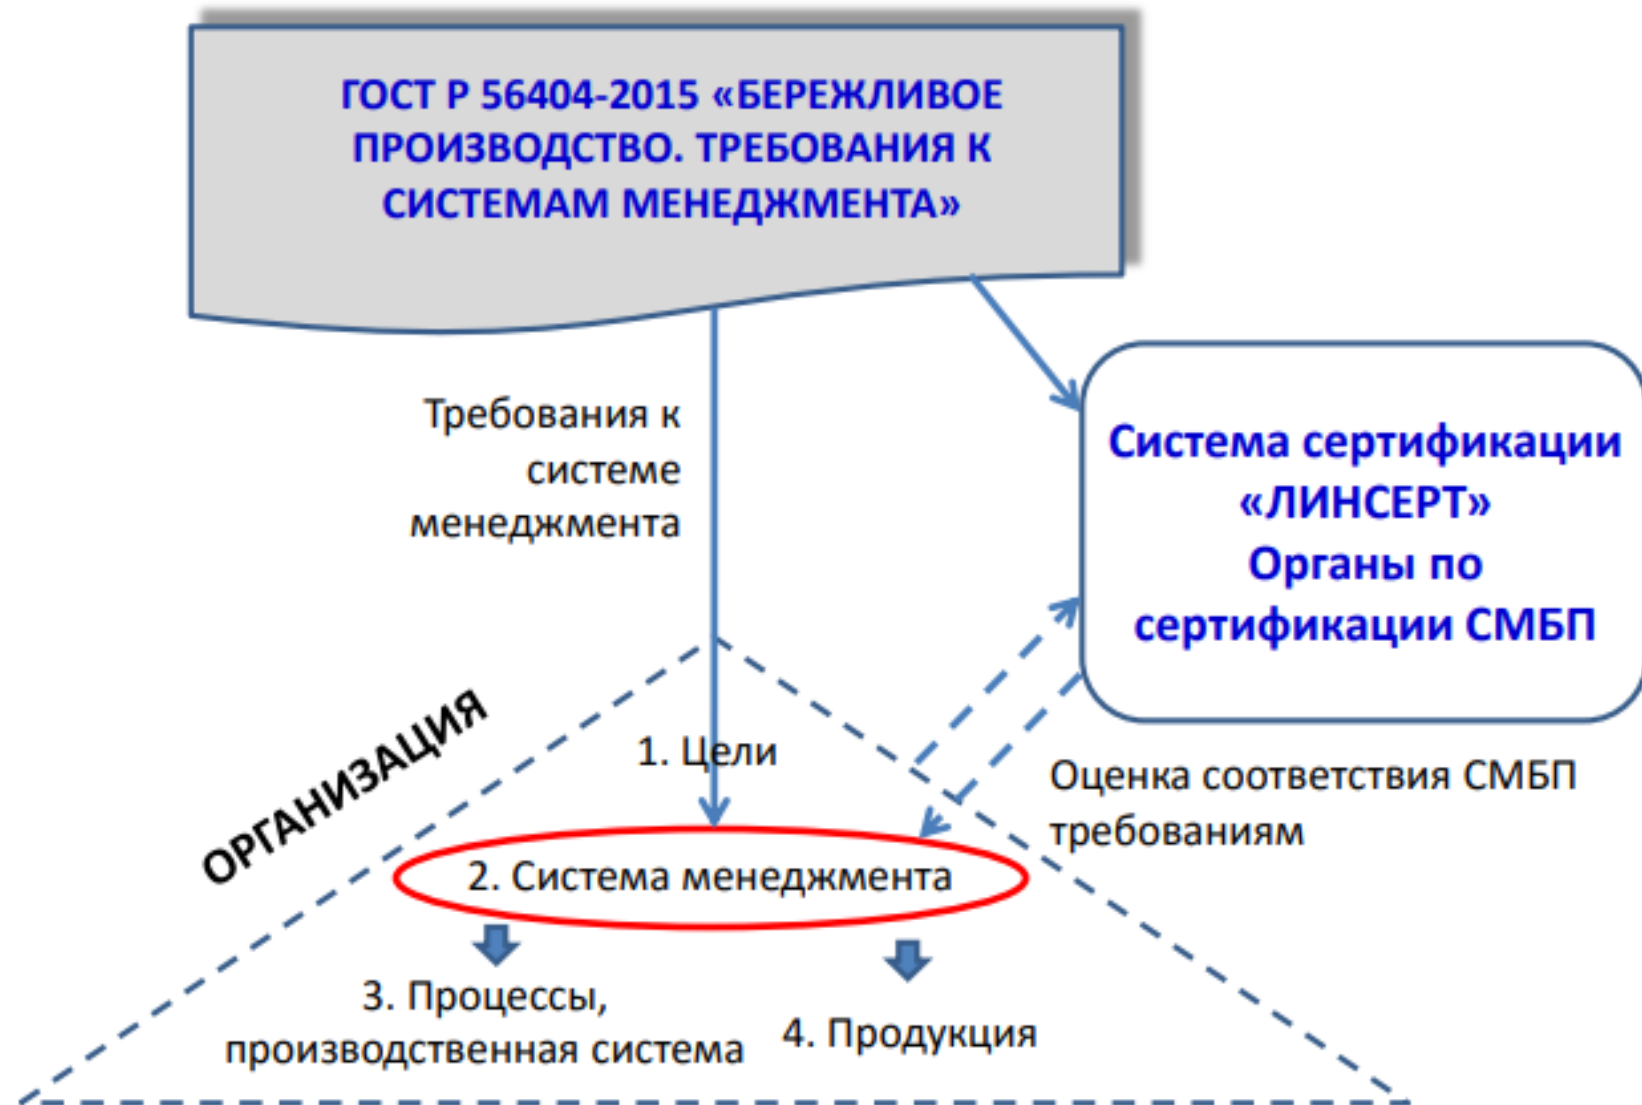 ГОСТ Р 56404-2015 «БЕРЕЖЛИВОЕ
ПРОИЗВОДСТВО. ТРЕБОВАНИЯ К
СИСТЕМАМ МЕНЕДЖМЕНТА»
Требования к
системе
менеджмента
Система сертификации
«ЛИНСЕРТ»
Органы по
сертификации СМБП
ОРГАНИЗАЦИЯ
1. Цели
Оценка соответствия СМБП
требованиям
2. Система менеджмента
3. Процессы,
производственная система
4. Продукция